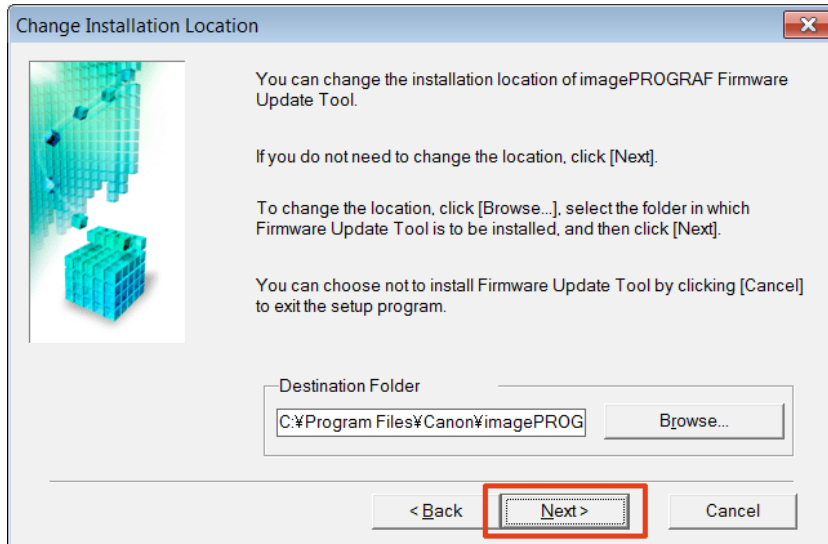 Change Installation Location
You can change the installation location of imagePROGRAF Firmware
Update Tool.
If you do not need to change the location, click [Next].
To change the location, click [Browse...], select the folder in which
Firmware Update Tool is to be installed, and then click [Next].
You can choose not to install Firmware Update Tool by clicking [Cancel]
to exit the setup program.
Destination Folder
C:¥Program Files¥Canon¥imagePROG
Browse...
< Back
Next >
Cancel